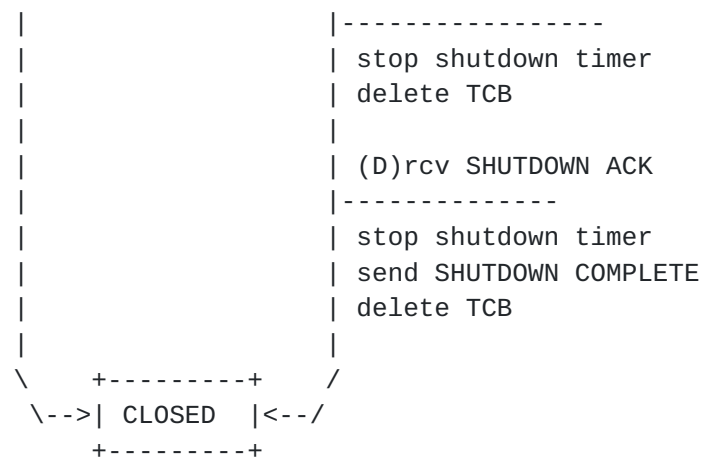 |                    |-----------------
|                    | stop shutdown timer
|                    | delete TCB
|                    |
|                    | (D)rcv SHUTDOWN ACK
|                    |--------------
|                    | stop shutdown timer
|                    | send SHUTDOWN COMPLETE
|                    | delete TCB
|                    |
\    +---------+    /
 \-->| CLOSED  |<--/
     +---------+